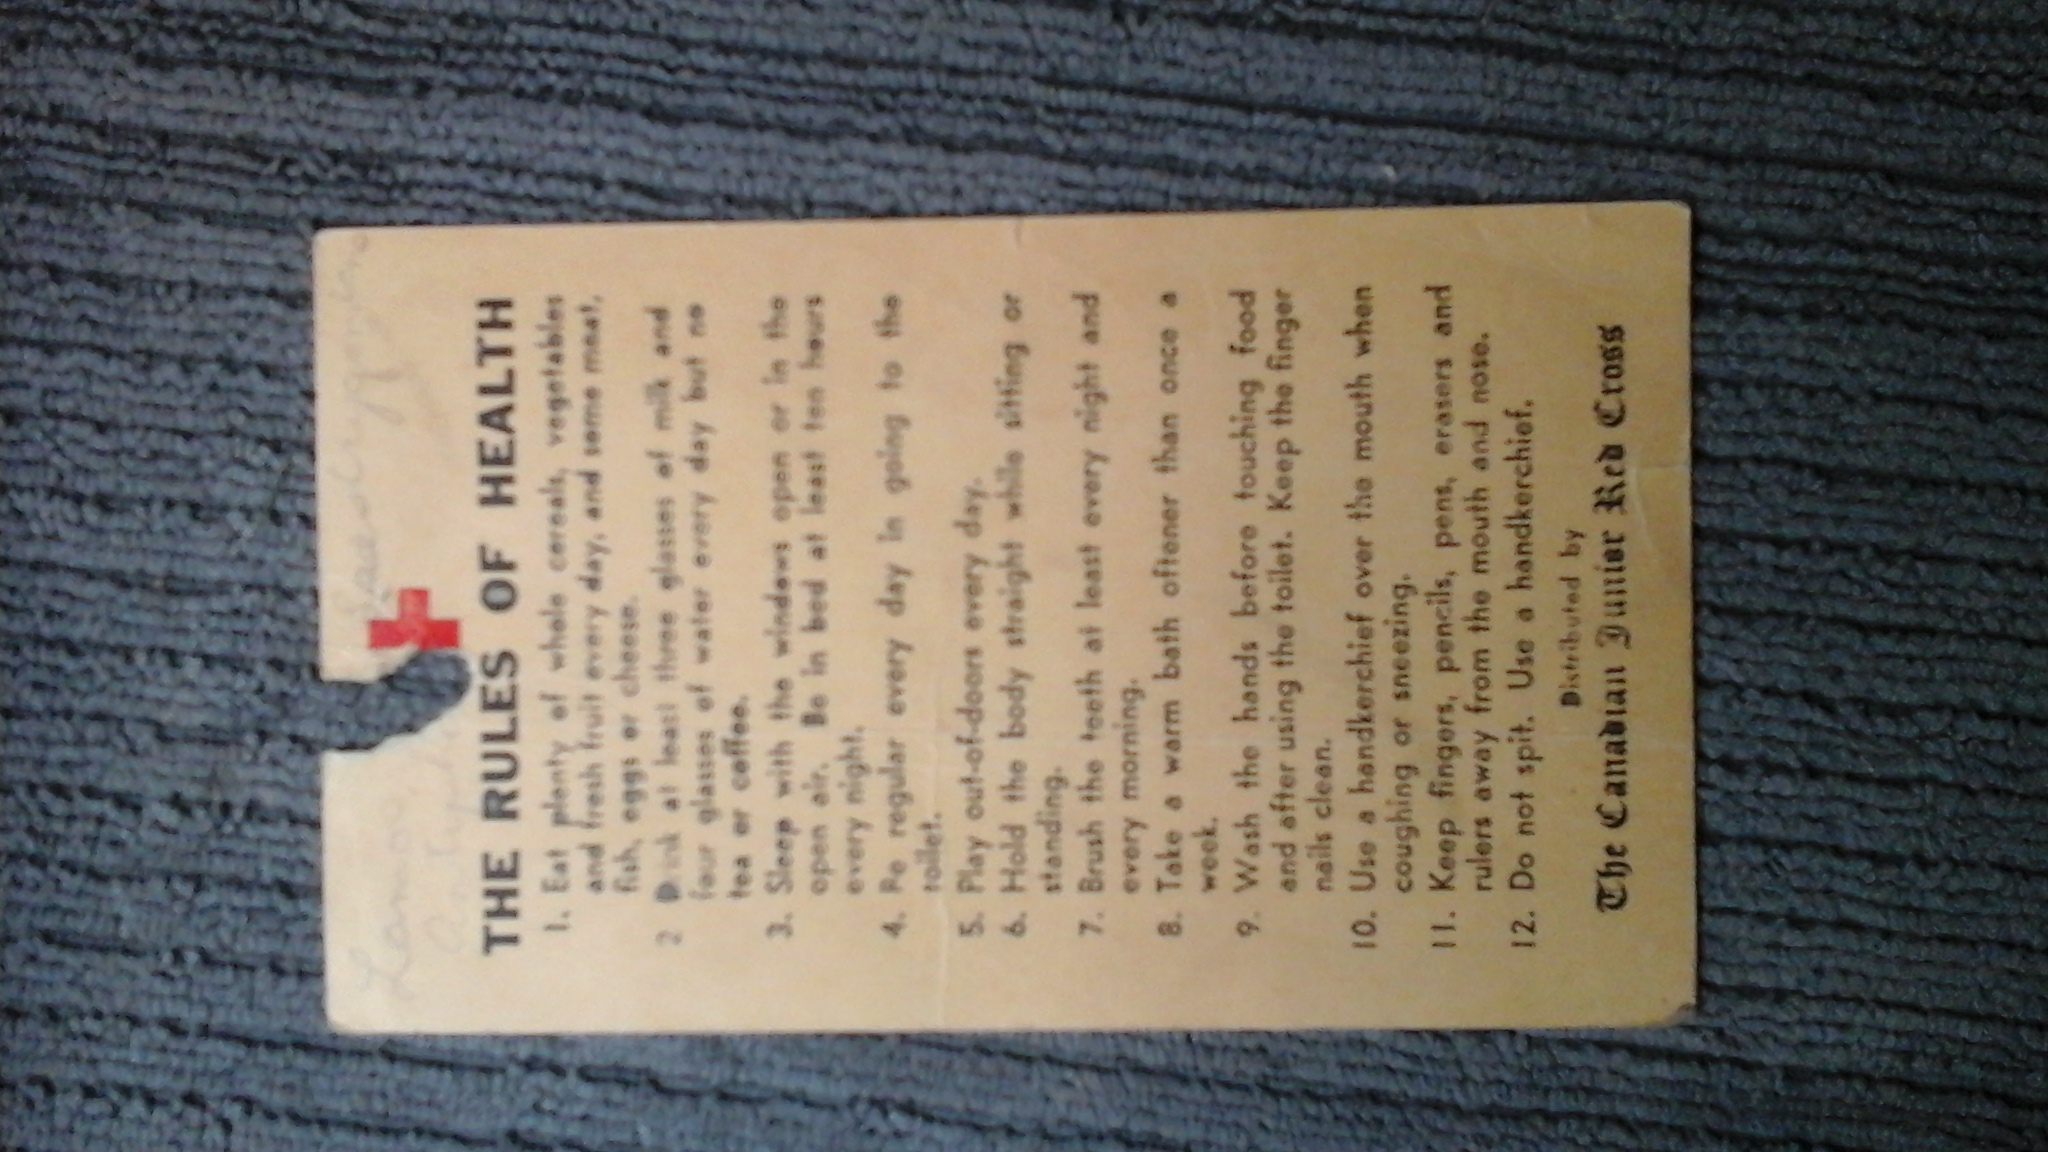 THE RULES OF HEALTH
1. Eat plenty of whole cereals, vegetables
and fresh fruit every day, and some meat,
fish, eggs or cheese.
2 Drink at least three glasses of milk and
four glasses of water every day but no
tea or coffee.
3. Sleep with the windows open or in the
open air. Be in bed at least ten hours
every night.
4. Be regular every day in going to the
toilet.
5. Play out-of-doors every day.
6. Hold the body straight while sitting or
standing.
7. Brush the teeth at least every night and
every morning.
8. Take a warm bath oftener than once a
week.
9. Wash the hands before touching food
and after using the toilet. Keep the finger
nails clean.
10. Use a handkerchief over the mouth when
coughing or sneezing.
11. Keep fingers, pencils, pens, erasers and
rulers away from the mouth and nose.
12. Do not spit. Use a handkerchief.
Distributed by
The Canadian Junior Red Cross